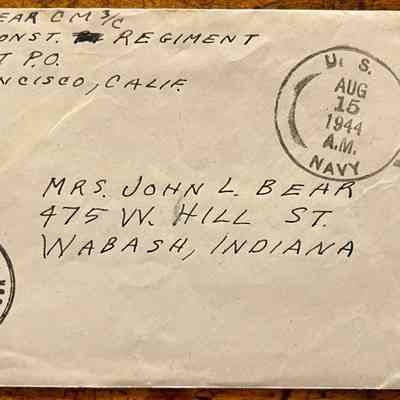 EAR CM 3/C
ONST. REGIMENT
T P.O.
NCISCO, CALIF.
U. S.
AUG
15
1944
A.M.
NAVY
MRS. JOHN L. BEAR
475 W. HILL ST.
WABASH, INDIANA